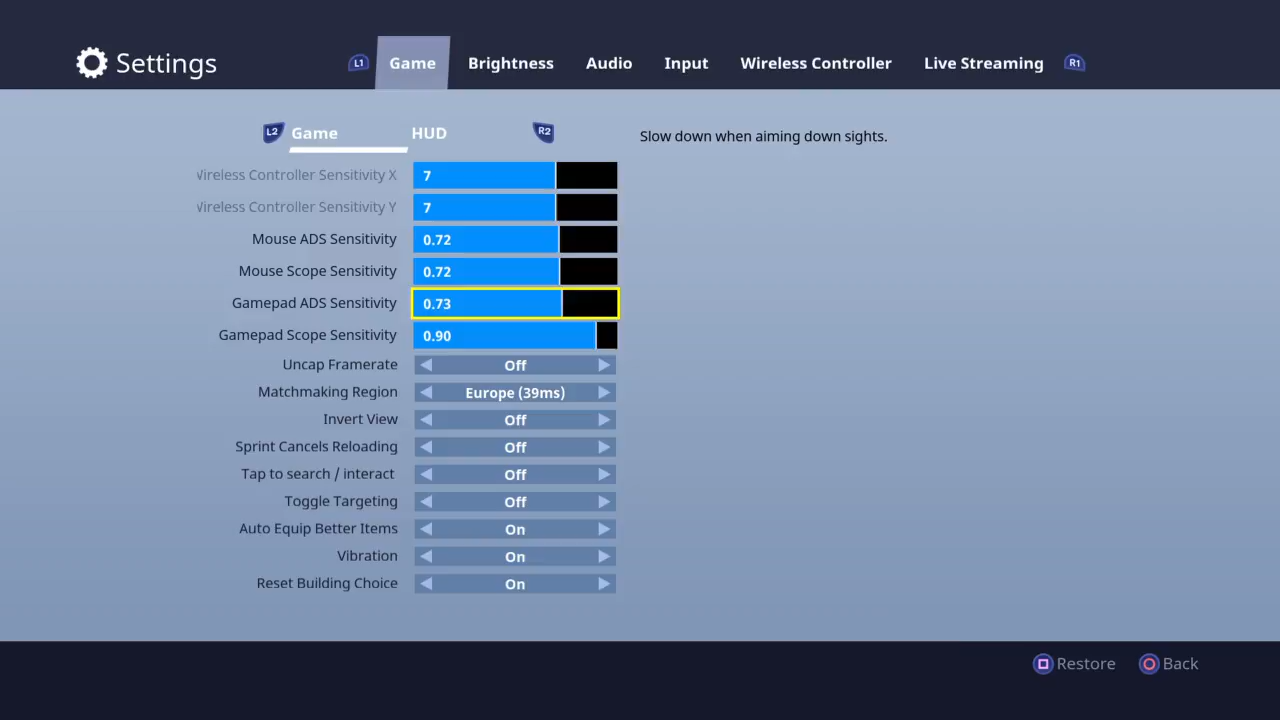 Settings
L1 Game Brightness Audio Input Wireless Controller Live Streaming R1
L2 Game HUD R2
Slow down when aiming down sights.
Wireless Controller Sensitivity X 7
Wireless Controller Sensitivity Y 7
Mouse ADS Sensitivity 0.72
Mouse Scope Sensitivity 0.72
Gamepad ADS Sensitivity 0.73
Gamepad Scope Sensitivity 0.90
Uncap Framerate Off
Matchmaking Region Europe (39ms)
Invert View Off
Sprint Cancels Reloading Off
Tap to search / interact Off
Toggle Targeting Off
Auto Equip Better Items On
Vibration On
Reset Building Choice On
Restore Back